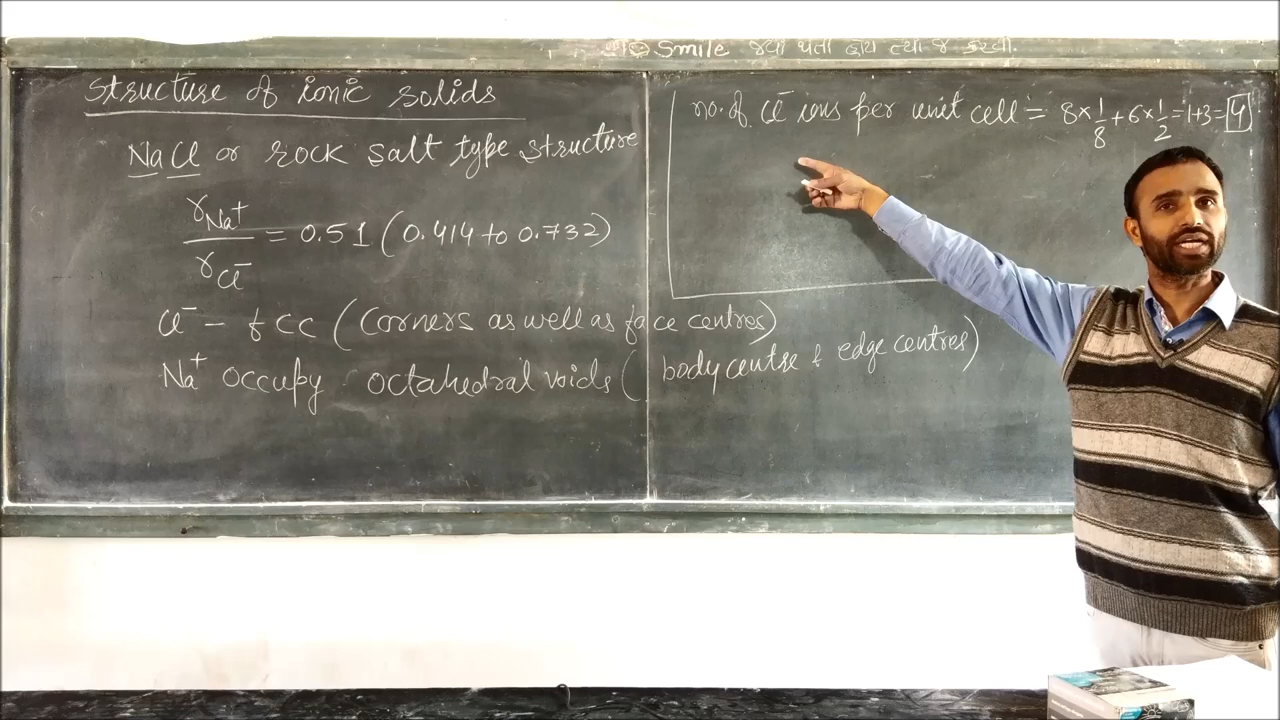 Smile
Structure of ionic solids
NaCl or rock salt type structure
rNa+ / rCl- = 0.51 (0.414 to 0.732)
Cl- - fcc (Corners as well as face centres)
Na+ occupy octahedral voids ( body centre & edge centres)
no. of Cl- ions per unit cell = 8 × 1/8 + 6 × 1/2 = 1+3 = 4